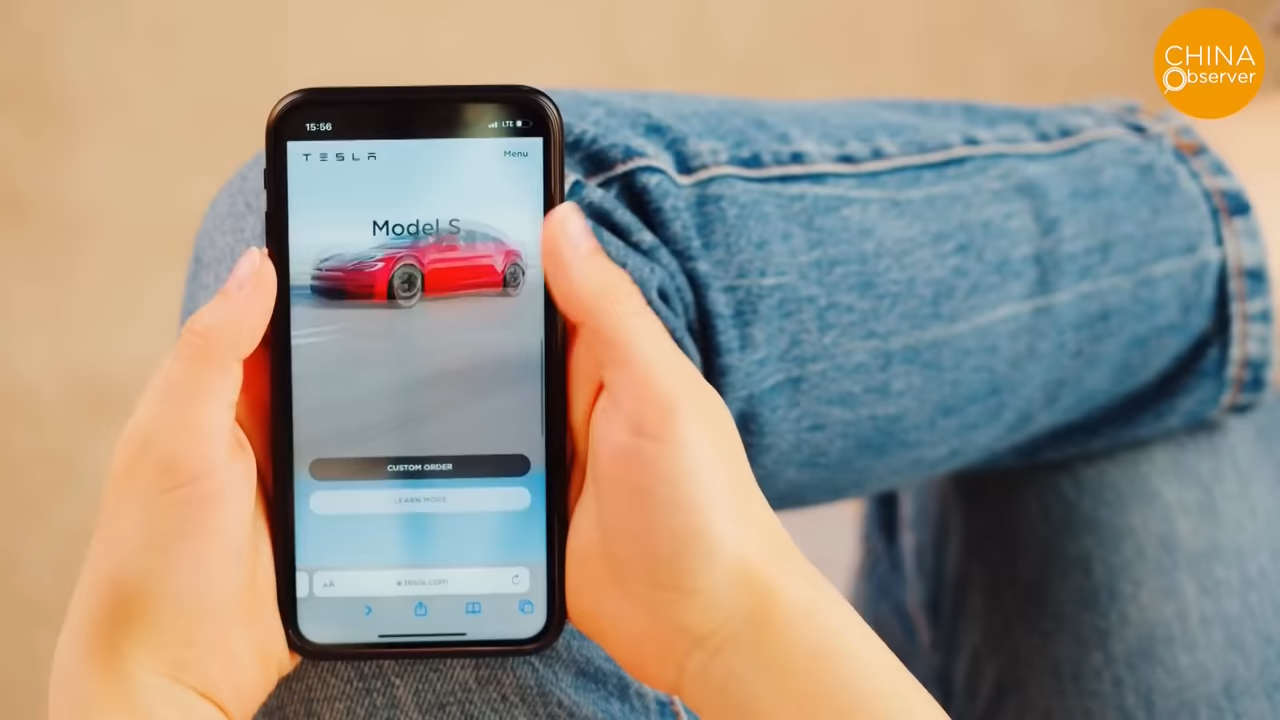 CHINA
Observer
15:56
LTE
TESLA
Menu
Model S
CUSTOM ORDER
LEARN MORE
AA
tesla.com